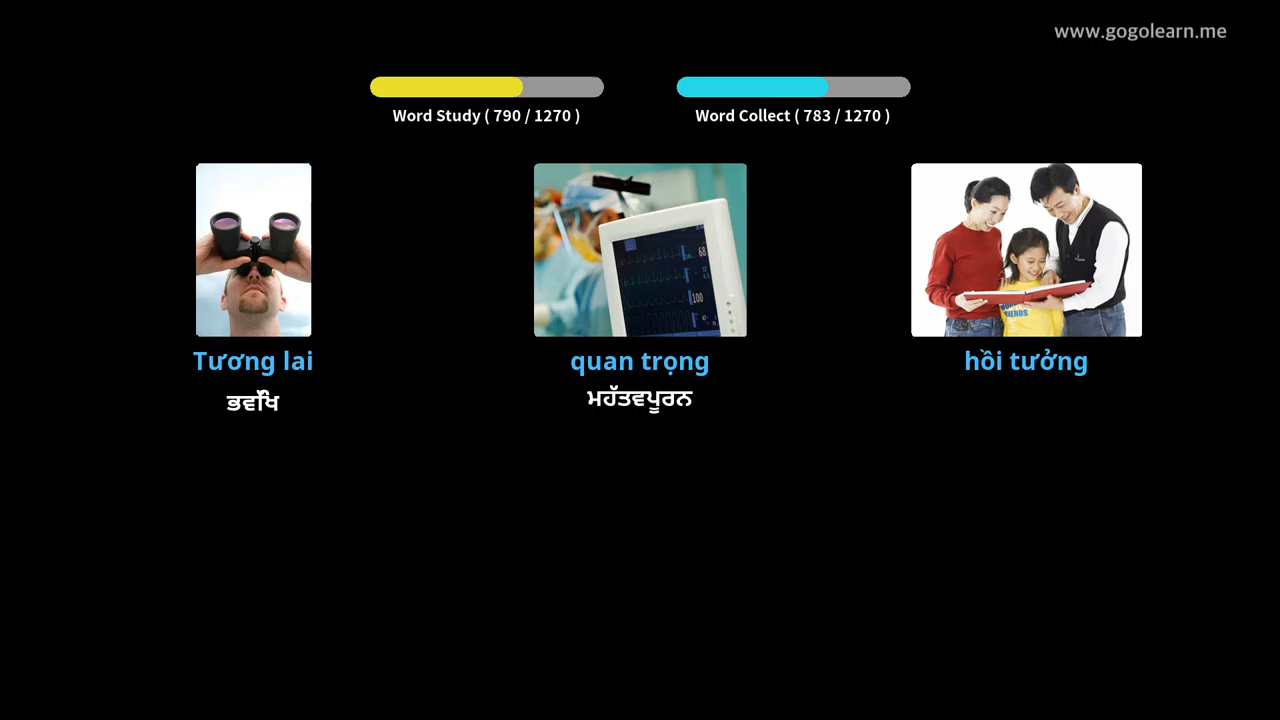 www.gogolearn.me
Word Study ( 790 / 1270 )
Word Collect ( 783 / 1270 )
Tương lai
quan trọng
hồi tưởng
ਭਵਿੱਖ
ਮਹੱਤਵਪੂਰਨ